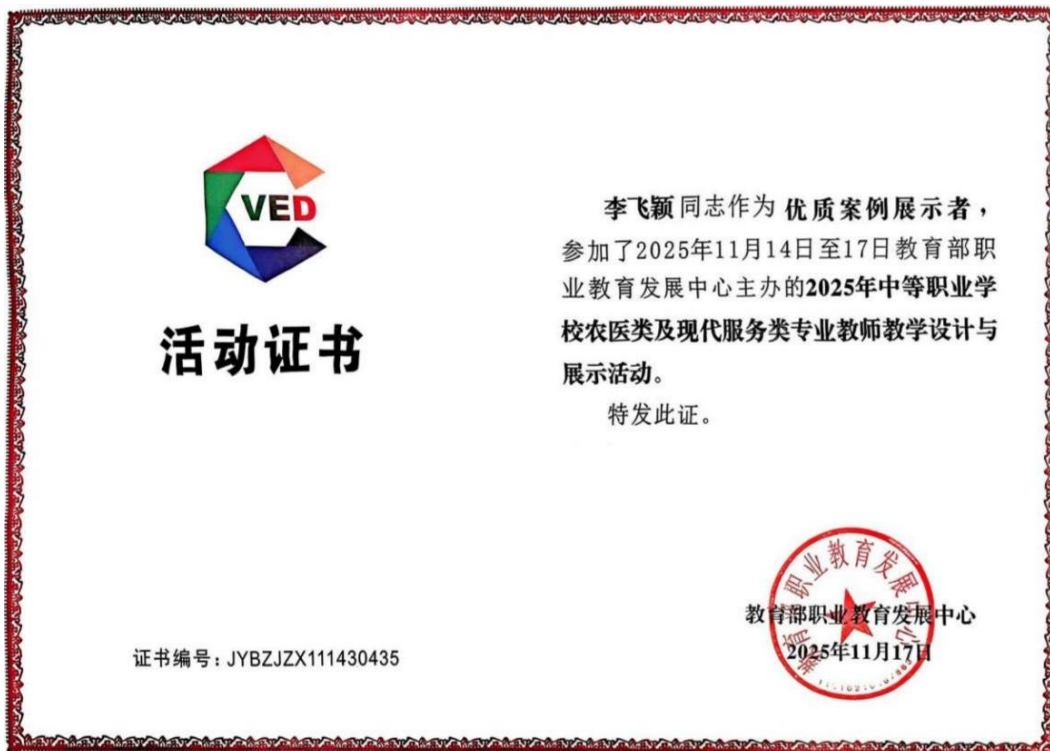 VED
活动证书
李飞颖同志作为 优质案例展示者，
参加了2025年11月14日至17日教育部职
业教育发展中心主办的2025年中等职业学
校农医类及现代服务类专业教师教学设计与
展示活动。
特发此证。
教育部职业教育发展中心
教育部职业教育发展中心
2025年11月17日
证书编号：JYBZJZX111430435